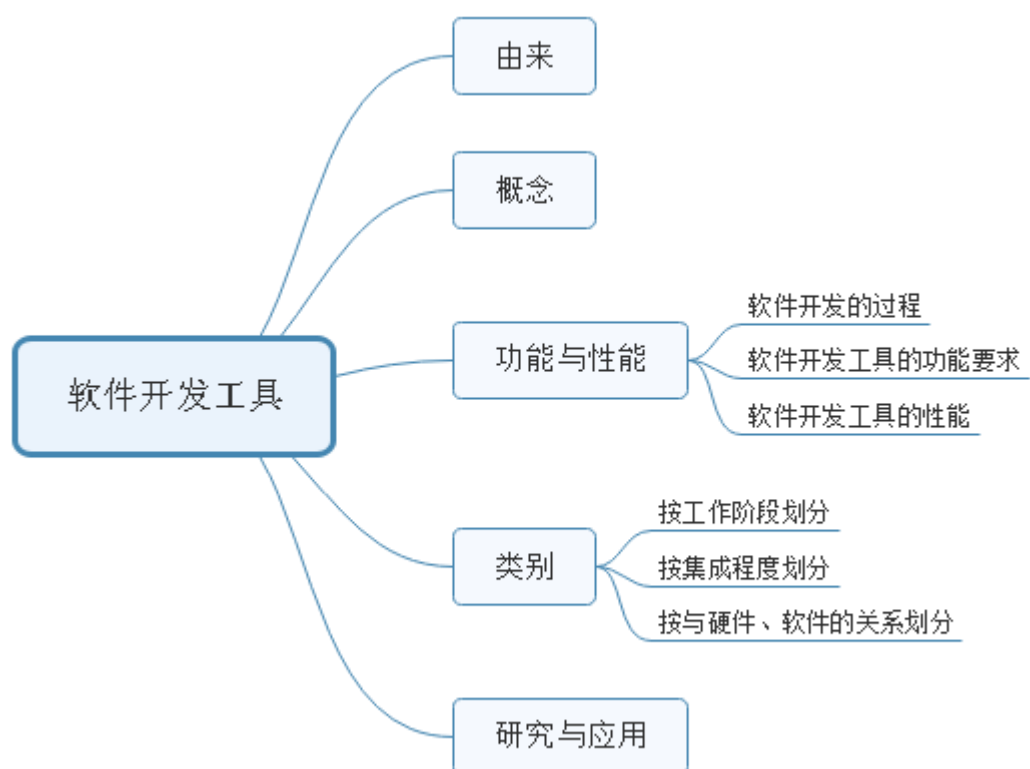 软件开发工具
由来
概念
功能与性能
软件开发的过程
软件开发工具的功能要求
软件开发工具的性能
类别
按工作阶段划分
按集成程度划分
按与硬件、软件的关系划分
研究与应用